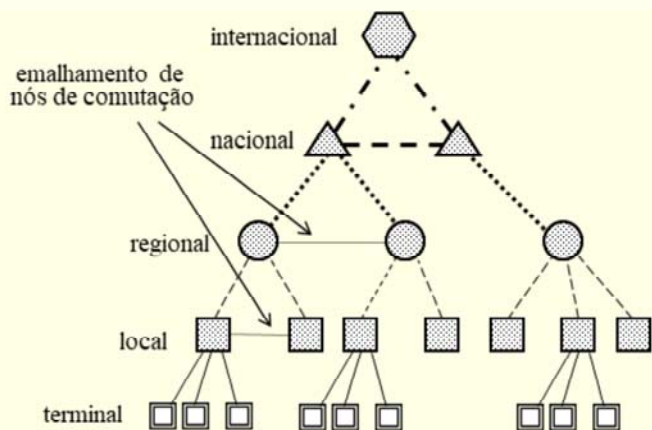 internacional
emalhamento de
nós de comutação
nacional
regional
local
terminal